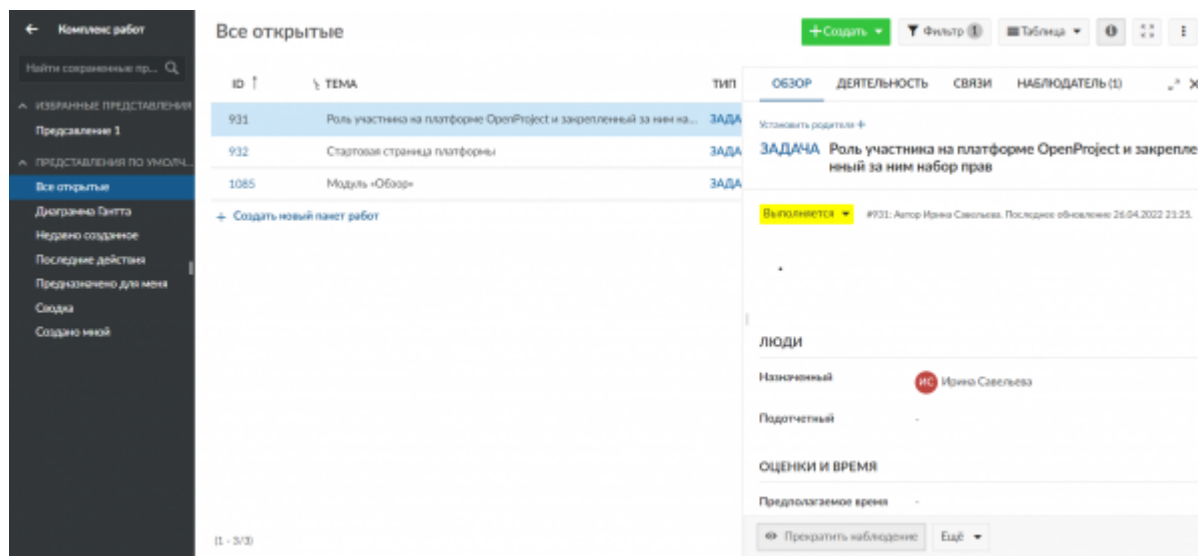 Комплекс работ
Найти сохраненные пр...
ИЗБРАННЫЕ ПРЕДСТАВЛЕНИЯ
Предсавление 1
ПРЕДСТАВЛЕНИЯ ПО УМОЛЧ...
Все открытые
Диаграмма Гантта
Недавно созданное
Последние действия
Предназначено для меня
Сводка
Создано мной
Все открытые
+Создать
Фильтр 1
Таблица
ID ТЕМА ТИП
931 Роль участника на платформе OpenProject и закрепленный за ним на... ЗАДА
932 Стартовая страница платформы ЗАДА
1085 Модуль «Обзор» ЗАДА
+ Создать новый пакет работ
(1 - 3/3)
ОБЗОР ДЕЯТЕЛЬНОСТЬ СВЯЗИ НАБЛЮДАТЕЛЬ (1)
Установить родителя +
ЗАДАЧА Роль участника на платформе OpenProject и закрепле
нный за ним набор прав
Выполняется #931: Автор Ирина Савельева. Последнее обновление 26.04.2022 21:25.
ЛЮДИ
Назначенный ИС Ирина Савельева
Подотчетный -
ОЦЕНКИ И ВРЕМЯ
Предполагаемое время -
Прекратить наблюдение Ещё